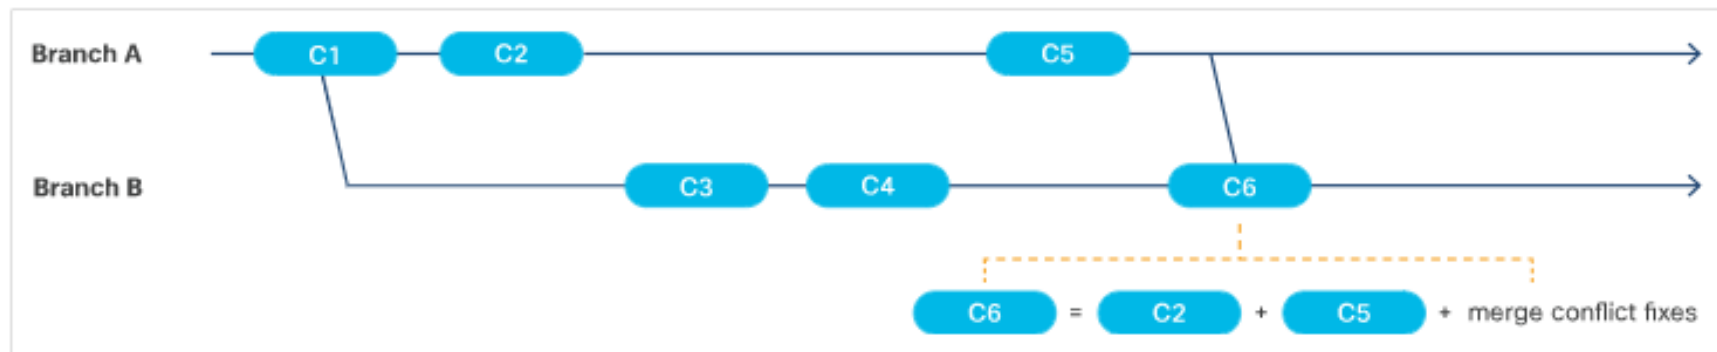 Branch A C1 C2 C5
Branch B C3 C4 C6
C6 = C2 + C5 + merge conflict fixes